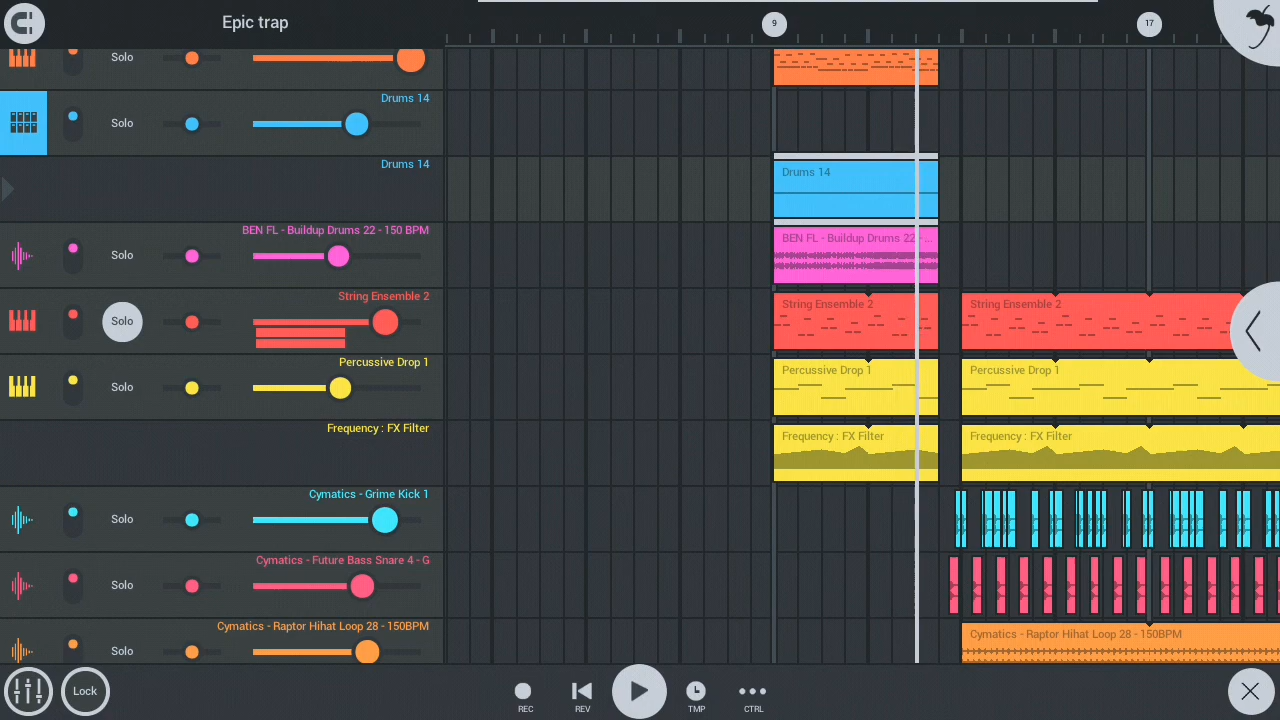 Epic trap
9
17
Solo
Drums 14
Solo
Drums 14
Drums 14
BEN FL - Buildup Drums 22 - 150 BPM
BEN FL - Buildup Drums 22 - ...
Solo
String Ensemble 2
String Ensemble 2
String Ensemble 2
Solo
Percussive Drop 1
Percussive Drop 1
Percussive Drop 1
Solo
Frequency : FX Filter
Frequency : FX Filter
Frequency : FX Filter
Cymatics - Grime Kick 1
Solo
Cymatics - Future Bass Snare 4 - G
Solo
Cymatics - Raptor Hihat Loop 28 - 150BPM
Cymatics - Raptor Hihat Loop 28 - 150BPM
Solo
Lock
REC
REV
TMP
CTRL